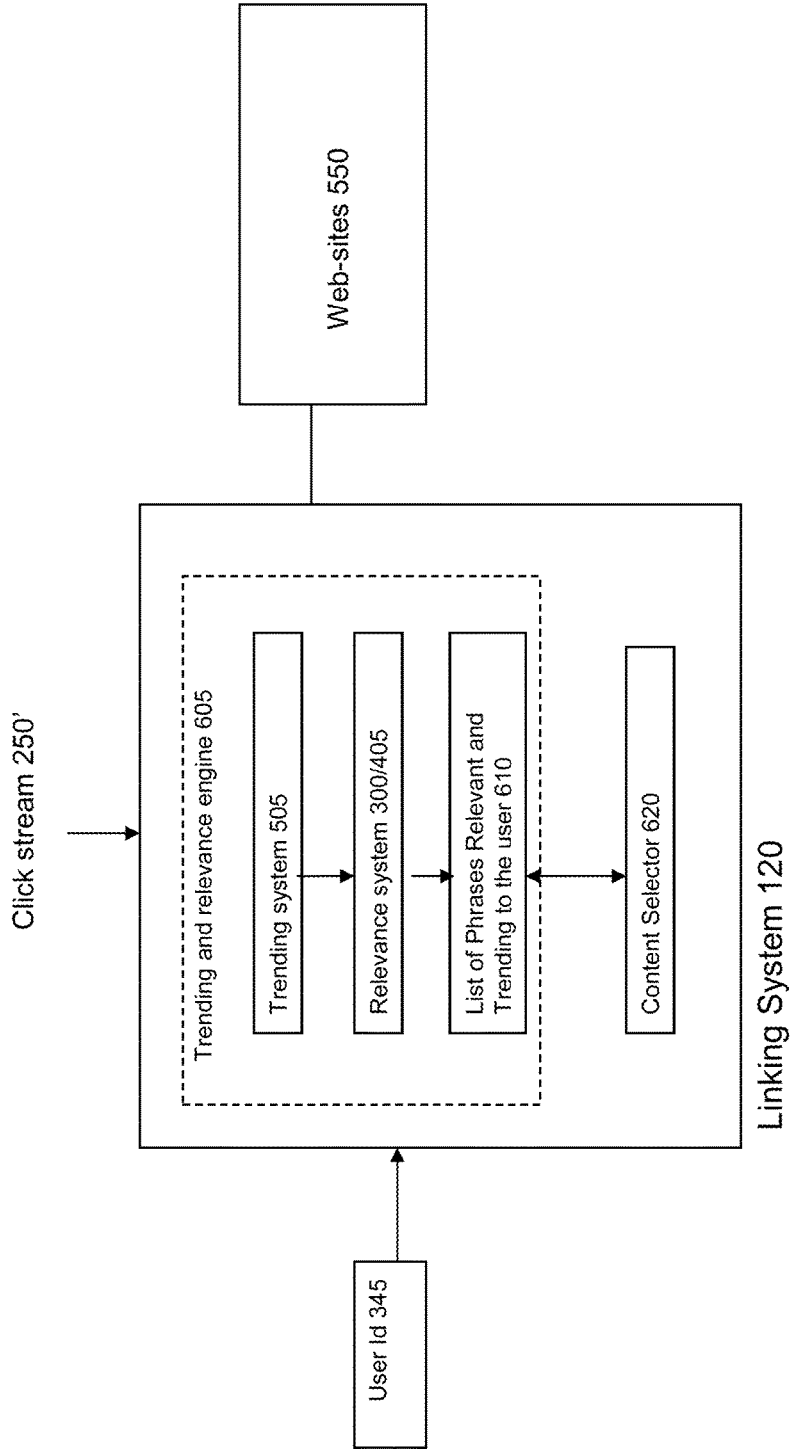 Click stream 250’
Web-sites 550
Trending and relevance engine 605
Trending system 505
Relevance system 300/405
List of Phrases Relevant and
Trending to the user 610
Content Selector 620
User Id 345
Linking System 120